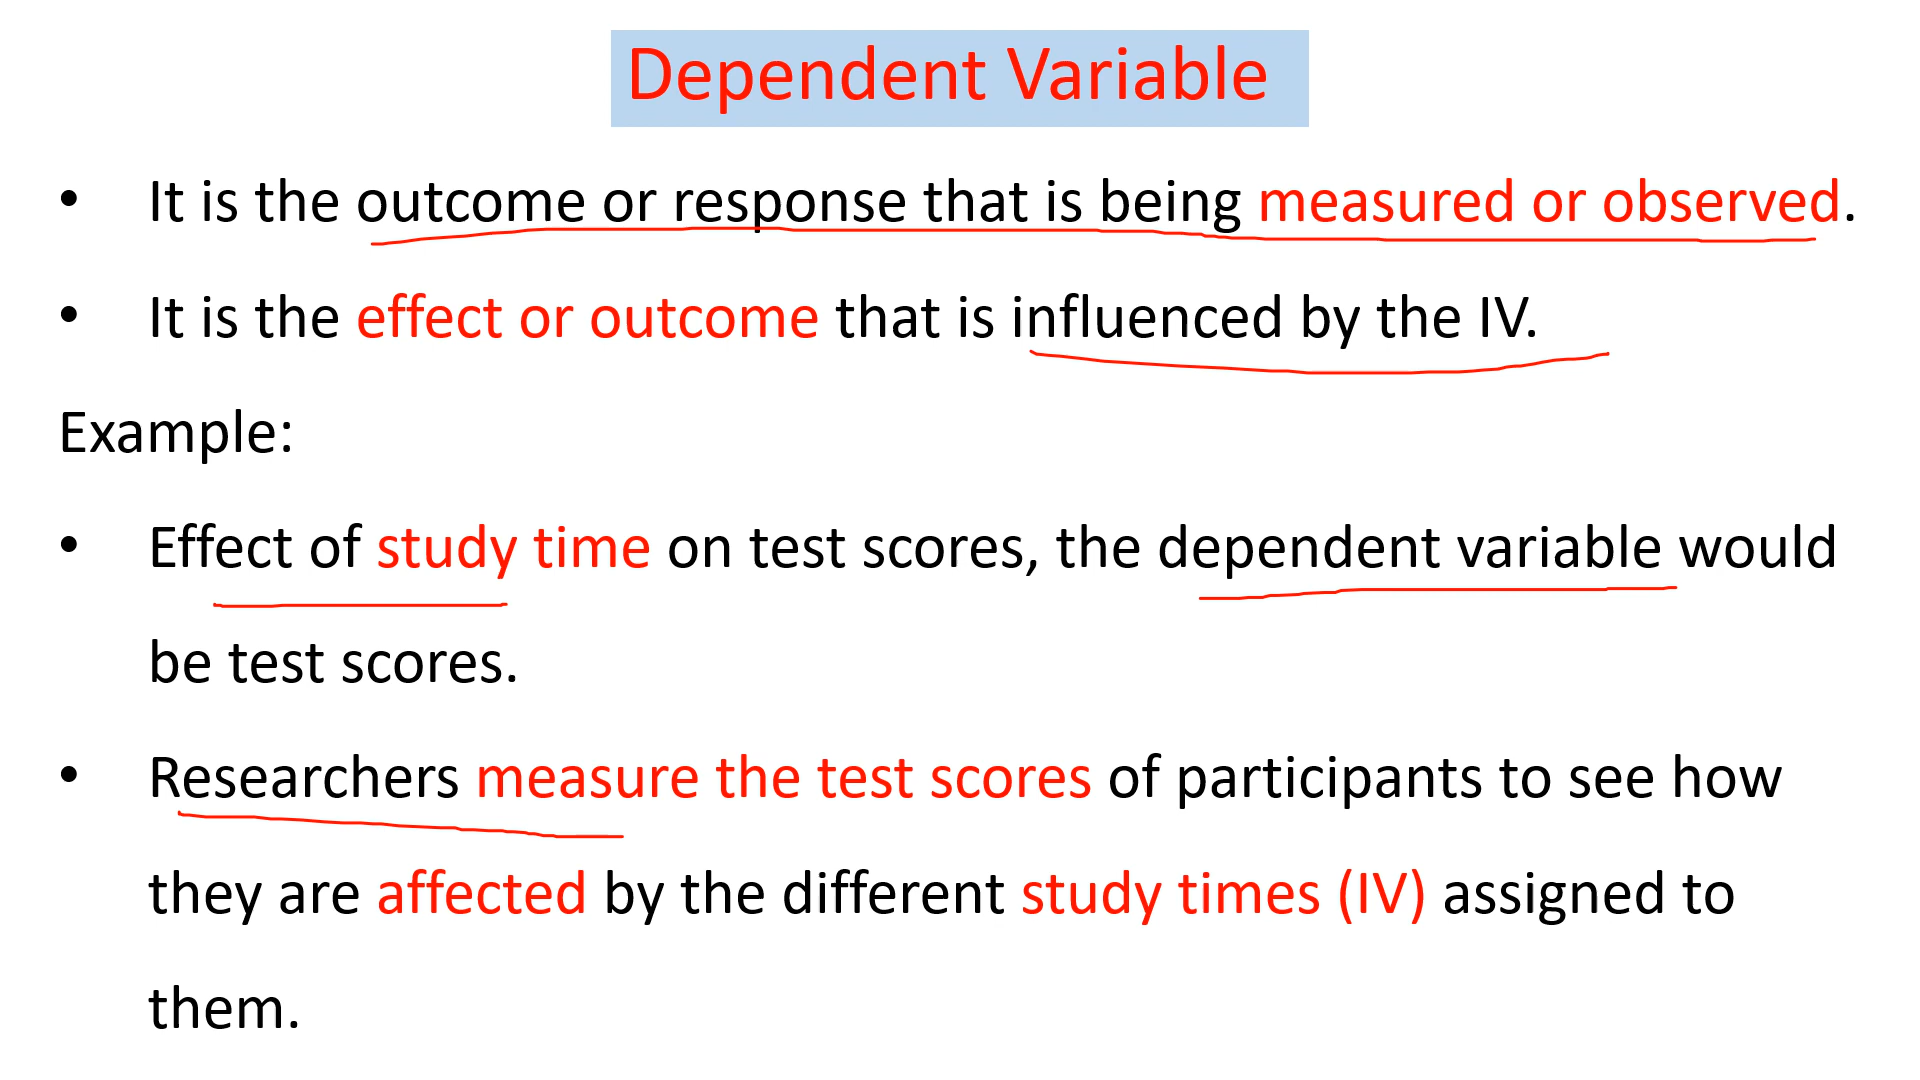 Dependent Variable
• It is the outcome or response that is being measured or observed.
• It is the effect or outcome that is influenced by the IV.
Example:
• Effect of study time on test scores, the dependent variable would
be test scores.
• Researchers measure the test scores of participants to see how
they are affected by the different study times (IV) assigned to
them.